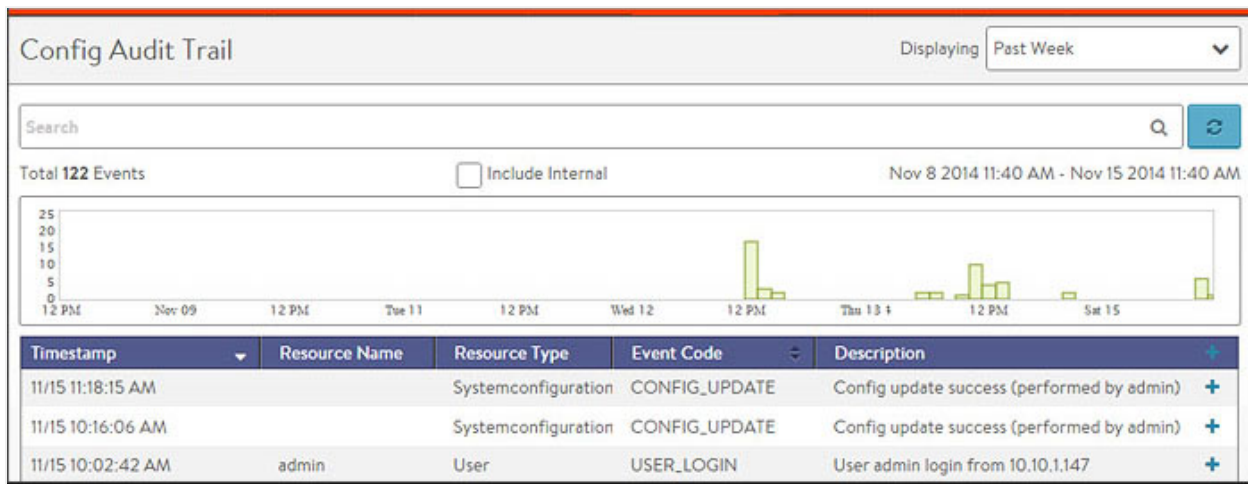 Config Audit Trail
Displaying Past Week
Search
Total 122 Events
Include Internal
Nov 8 2014 11:40 AM - Nov 15 2014 11:40 AM
25
20
15
10
5
0
12 PM Nov 09 12 PM Tue 11 12 PM Wed 12 12 PM Thu 13 12 PM Sat 15
Timestamp Resource Name Resource Type Event Code Description
11/15 11:18:15 AM Systemconfiguration CONFIG_UPDATE Config update success (performed by admin)
11/15 10:16:06 AM Systemconfiguration CONFIG_UPDATE Config update success (performed by admin)
11/15 10:02:42 AM admin User USER_LOGIN User admin login from 10.10.1.147